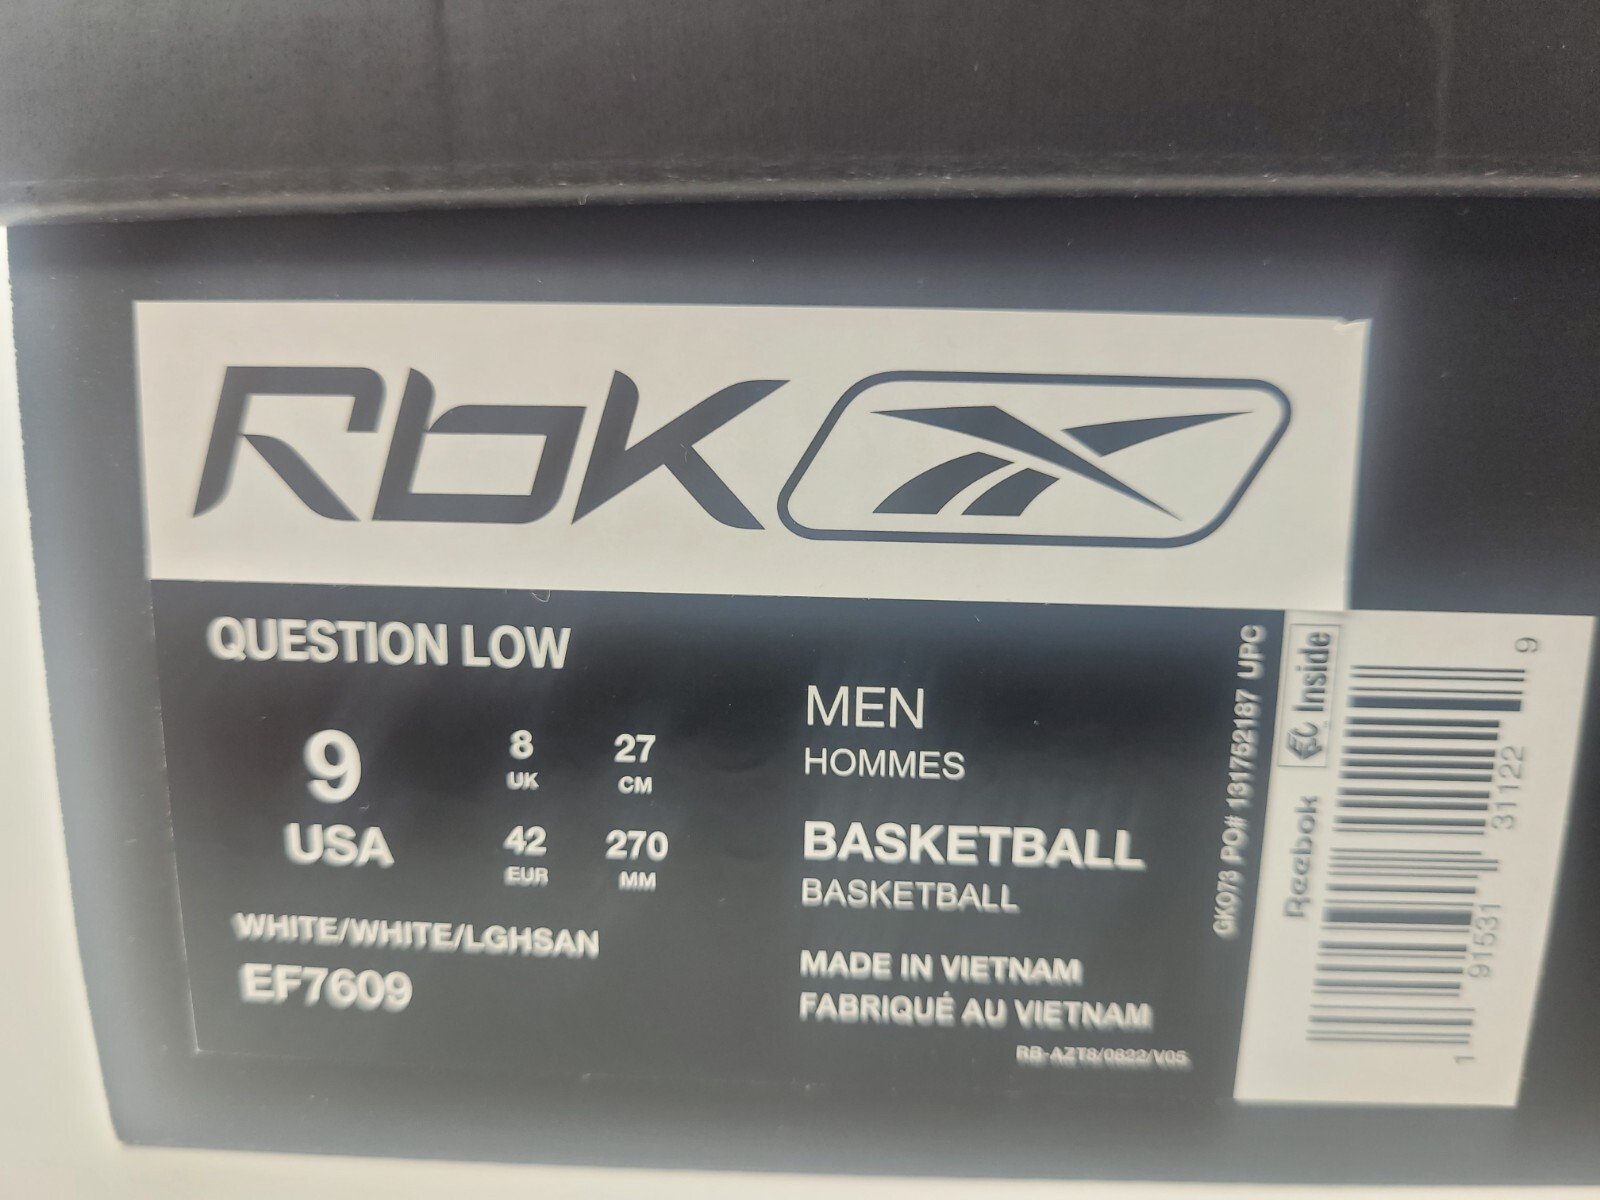 Rbk
QUESTION LOW
9
USA
8
UK
27
CM
42
EUR
270
MM
WHITE/WHITE/LGHSAN
EF7609
MEN
HOMMES
BASKETBALL
BASKETBALL
MADE IN VIETNAM
FABRIQUÉ AU VIETNAM
RB-AZT8/0622/V05
GK073 PO# 131752187 UPC
Reebok
EC Inside
1 91531 31122 9